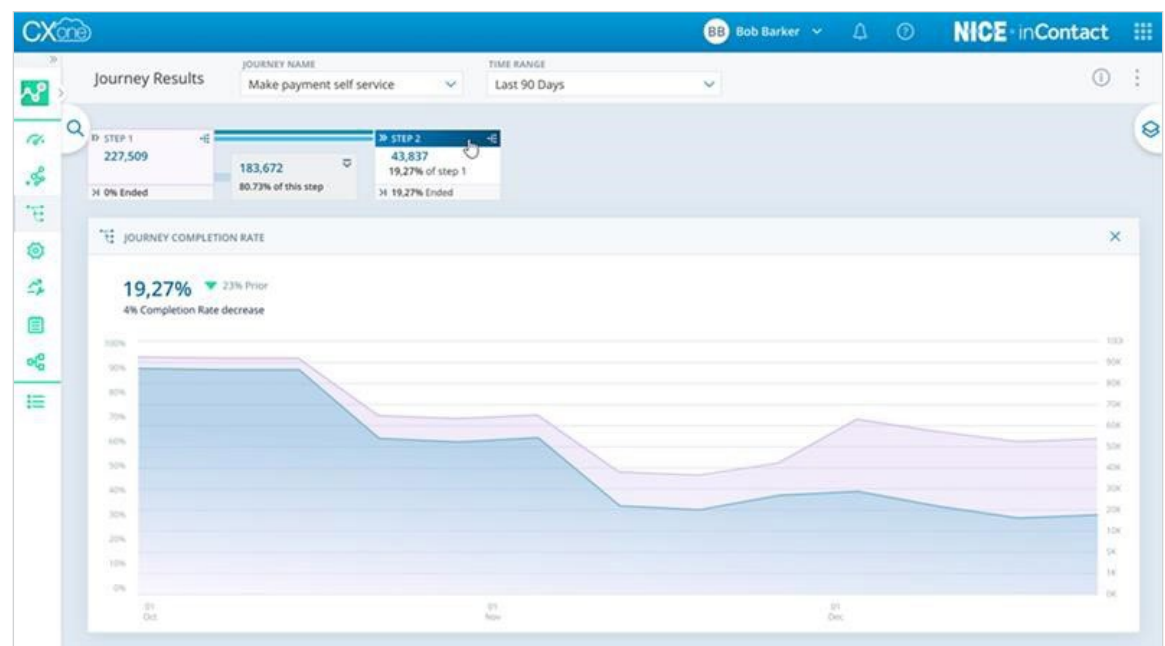 CXone
BB Bob Barker
NICE inContact
Journey Results
JOURNEY NAME
Make payment self service
TIME RANGE
Last 90 Days
STEP 1
227,509
0% Ended
183,672
80.73% of this step
STEP 2
43,837
19,27% of step 1
19,27% Ended
JOURNEY COMPLETION RATE
19,27% 23% Prior
4% Completion Rate decrease
100%
90%
80%
70%
60%
50%
40%
30%
20%
10%
0%
90K
80K
70K
60K
50K
40K
30K
20K
10K
5K
1K
0K
01
Oct
01
Nov
01
Dec